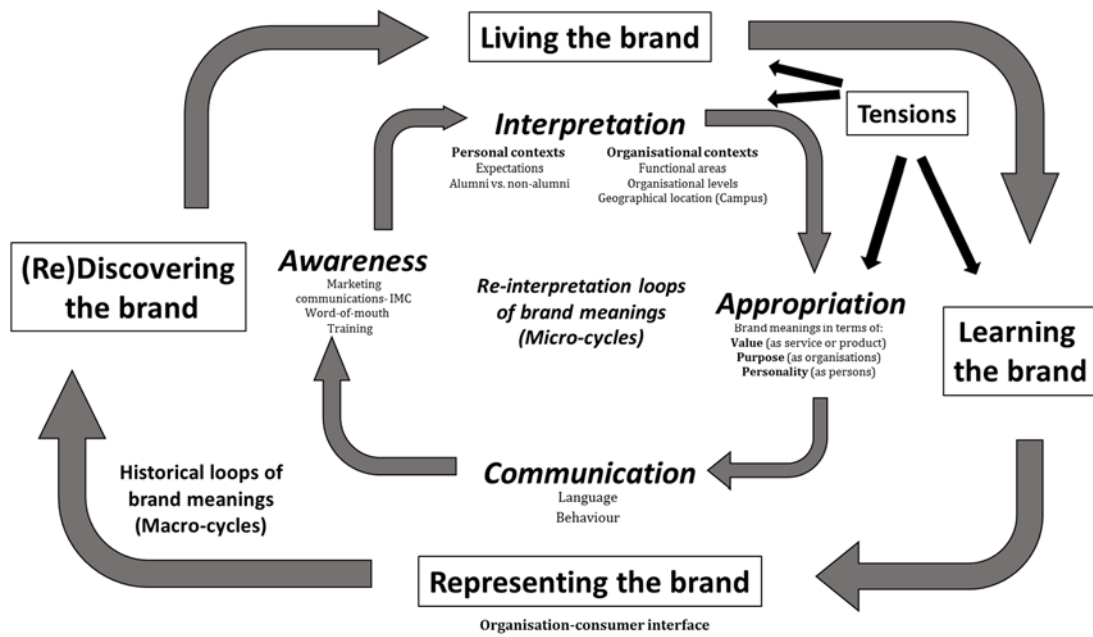 Living the brand
Tensions
Interpretation
Personal contexts
Expectations
Alumni vs. non-alumni
Organisational contexts
Functional areas
Organisational levels
Geographical location (Campus)
(Re)Discovering
the brand
Awareness
Marketing
communications- IMC
Word-of-mouth
Training
Re-interpretation loops
of brand meanings
(Micro-cycles)
Appropriation
Brand meanings in terms of:
Value (as service or product)
Purpose (as organisations)
Personality (as persons)
Learning
the brand
Communication
Language
Behaviour
Historical loops of
brand meanings
(Macro-cycles)
Representing the brand
Organisation-consumer interface